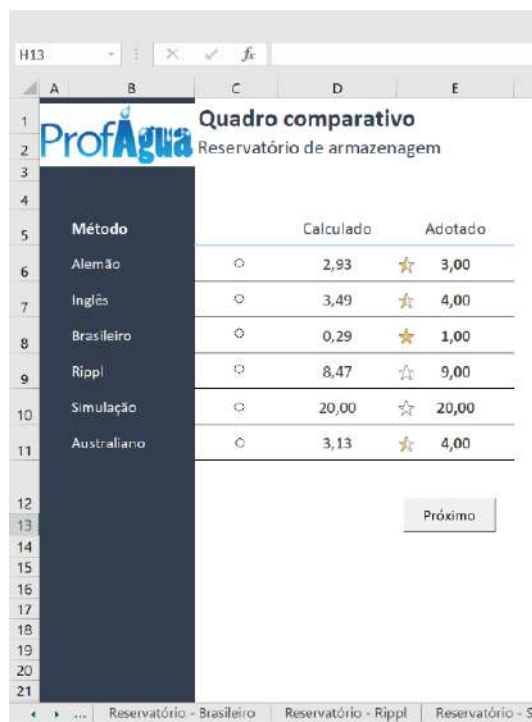 H13 fx
A B C D E
1 ProfÁgua Quadro comparativo
2 Reservatório de armazenagem
3
4
5 Método Calculado Adotado
6 Alemão 2,93 3,00
7 Inglês 3,49 4,00
8 Brasileiro 0,29 1,00
9 Rippl 8,47 9,00
10 Simulação 20,00 20,00
11 Australiano 3,13 4,00
12
Próximo
13
14
15
16
17
18
19
20
21
... Reservatório - Brasileiro Reservatório - Rippl Reservatório - S